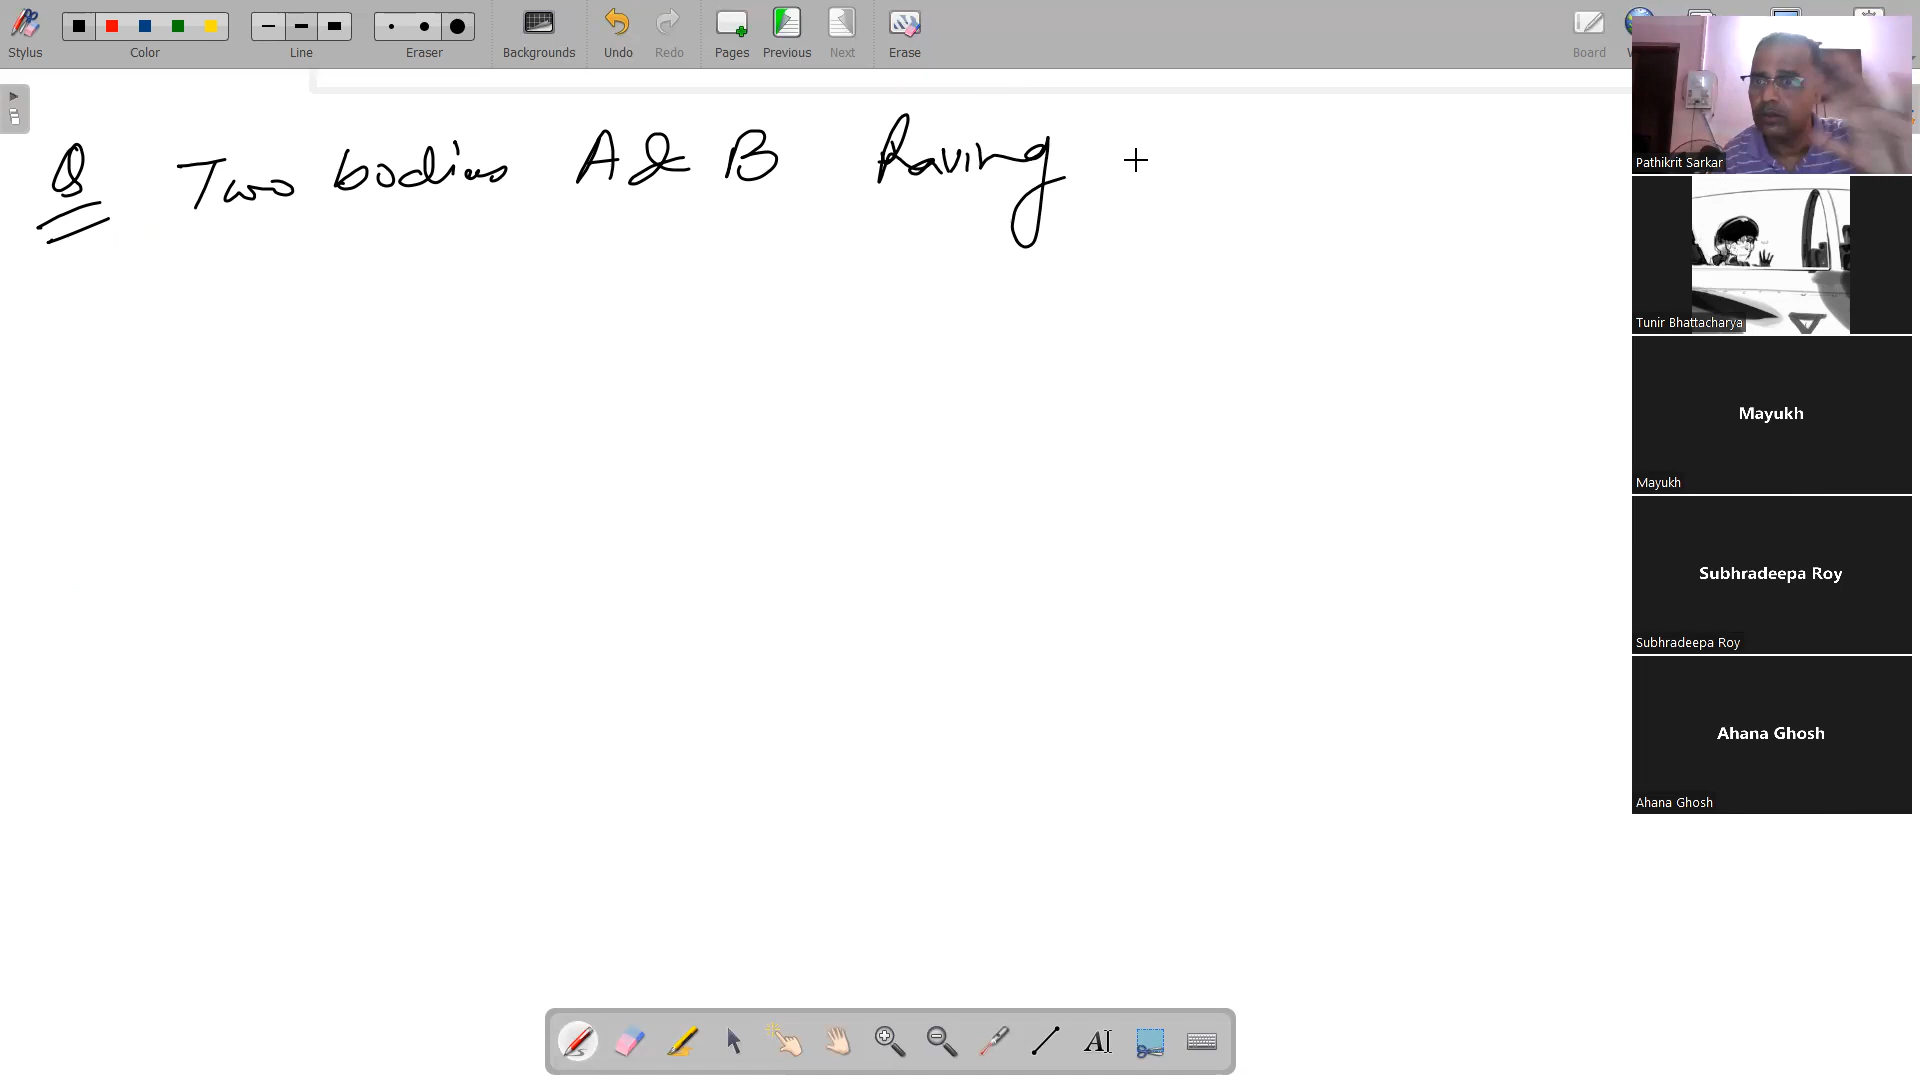 Stylus
Color
Line
Eraser
Backgrounds
Undo
Redo
Pages
Previous
Next
Erase
Board
Q Two bodies A & B having
Pathikrit Sarkar
Tunir Bhattacharya
Mayukh
Mayukh
Subhradeepa Roy
Subhradeepa Roy
Ahana Ghosh
Ahana Ghosh
AI